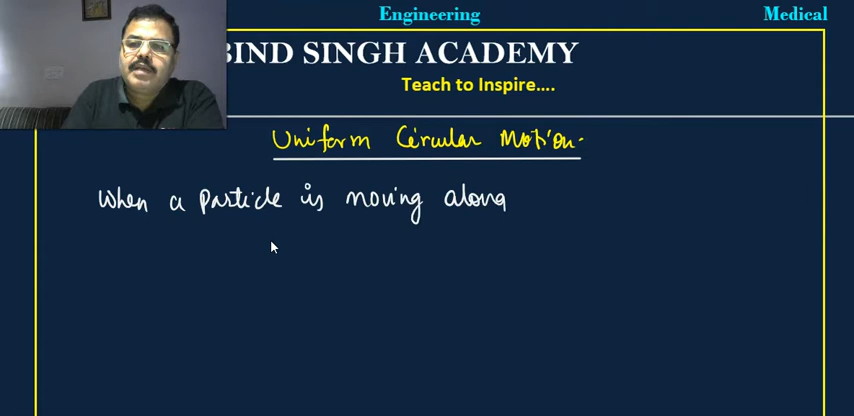 Engineering Medical
BIND SINGH ACADEMY
Teach to Inspire....
Uniform Circular Motion.
When a particle is moving along